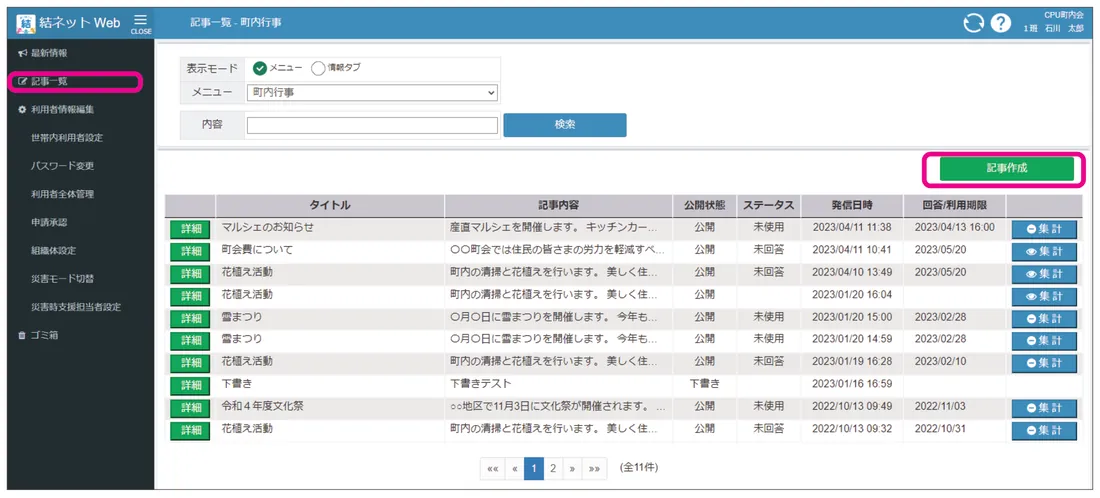 結 結ネット Web CLOSE 記事一覧 - 町内行事 ? CPU町内会
1班 石川 太郎
最新情報
記事一覧
利用者情報編集
世帯内利用者設定
パスワード変更
利用者全体管理
申請承認
組織体設定
災害モード切替
災害時支援担当者設定
ゴミ箱
表示モード メニュー 情報タブ
メニュー 町内行事
内容 検索
記事作成
タイトル 記事内容 公開状態 ステータス 発信日時 回答/利用期限
詳細 マルシェのお知らせ 産直マルシェを開催します。 キッチンカー... 公開 未使用 2023/04/11 11:38 2023/04/13 16:00 集計
詳細 町会費について 〇〇町会では住民の皆さまの労力を軽減すべ... 公開 未回答 2023/04/11 10:41 2023/05/20 集計
詳細 花植え活動 町内の清掃と花植えを行います。 美しく住... 公開 未回答 2023/04/10 13:49 2023/05/20 集計
詳細 花植え活動 町内の清掃と花植えを行います。 美しく住... 公開 2023/01/20 16:04 集計
詳細 雪まつり 〇月〇日に雪まつりを開催します。 今年も... 公開 未使用 2023/01/20 15:00 2023/02/28 集計
詳細 雪まつり 〇月〇日に雪まつりを開催します。 今年も... 公開 未使用 2023/01/20 14:59 2023/02/28 集計
詳細 花植え活動 町内の清掃と花植えを行います。 美しく住... 公開 未回答 2023/01/19 16:28 2023/02/10 集計
詳細 下書き 下書きテスト 下書き 2023/01/16 16:59
詳細 令和4年度文化祭 ○○地区で11月3日に文化祭が開催されます。 ... 公開 未使用 2022/10/13 09:49 2022/11/03 集計
詳細 花植え活動 町内の清掃と花植えを行います。 美しく住... 公開 未回答 2022/10/13 09:32 2022/10/31 集計
«« « 1 2 » »» (全11件)